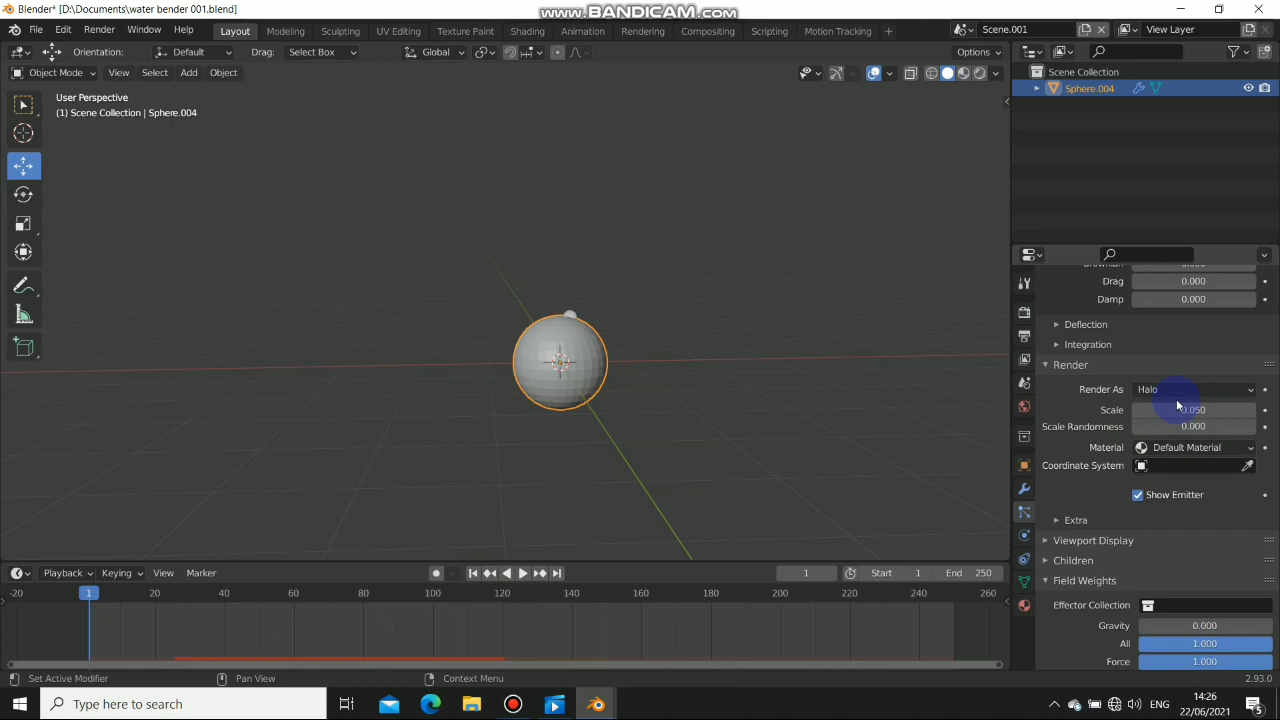 Blender* [D:\Documents\water bender 001.blend]
www.BANDICAM.com
File Edit Render Window Help
Layout Modeling Sculpting UV Editing Texture Paint Shading Animation Rendering Compositing Scripting Motion Tracking +
Scene.001
View Layer
Orientation: Default Drag: Select Box
Global
Options
Object Mode View Select Add Object
Scene Collection
Sphere.004
User Perspective
(1) Scene Collection | Sphere.004
Drag 0.000
Damp 0.000
Deflection
Integration
Render
Render As Halo
Scale 0.050
Scale Randomness 0.000
Material Default Material
Coordinate System
Show Emitter
Extra
Viewport Display
Children
Field Weights
Effector Collection
Gravity 0.000
All 1.000
Force 1.000
Playback Keying View Marker
1 Start 1 End 250
-20 1 20 40 60 80 100 120 140 160 180 200 220 240 260
Set Active Modifier Pan View Context Menu 2.93.0
Type here to search
ENG
14:26
22/06/2021
5